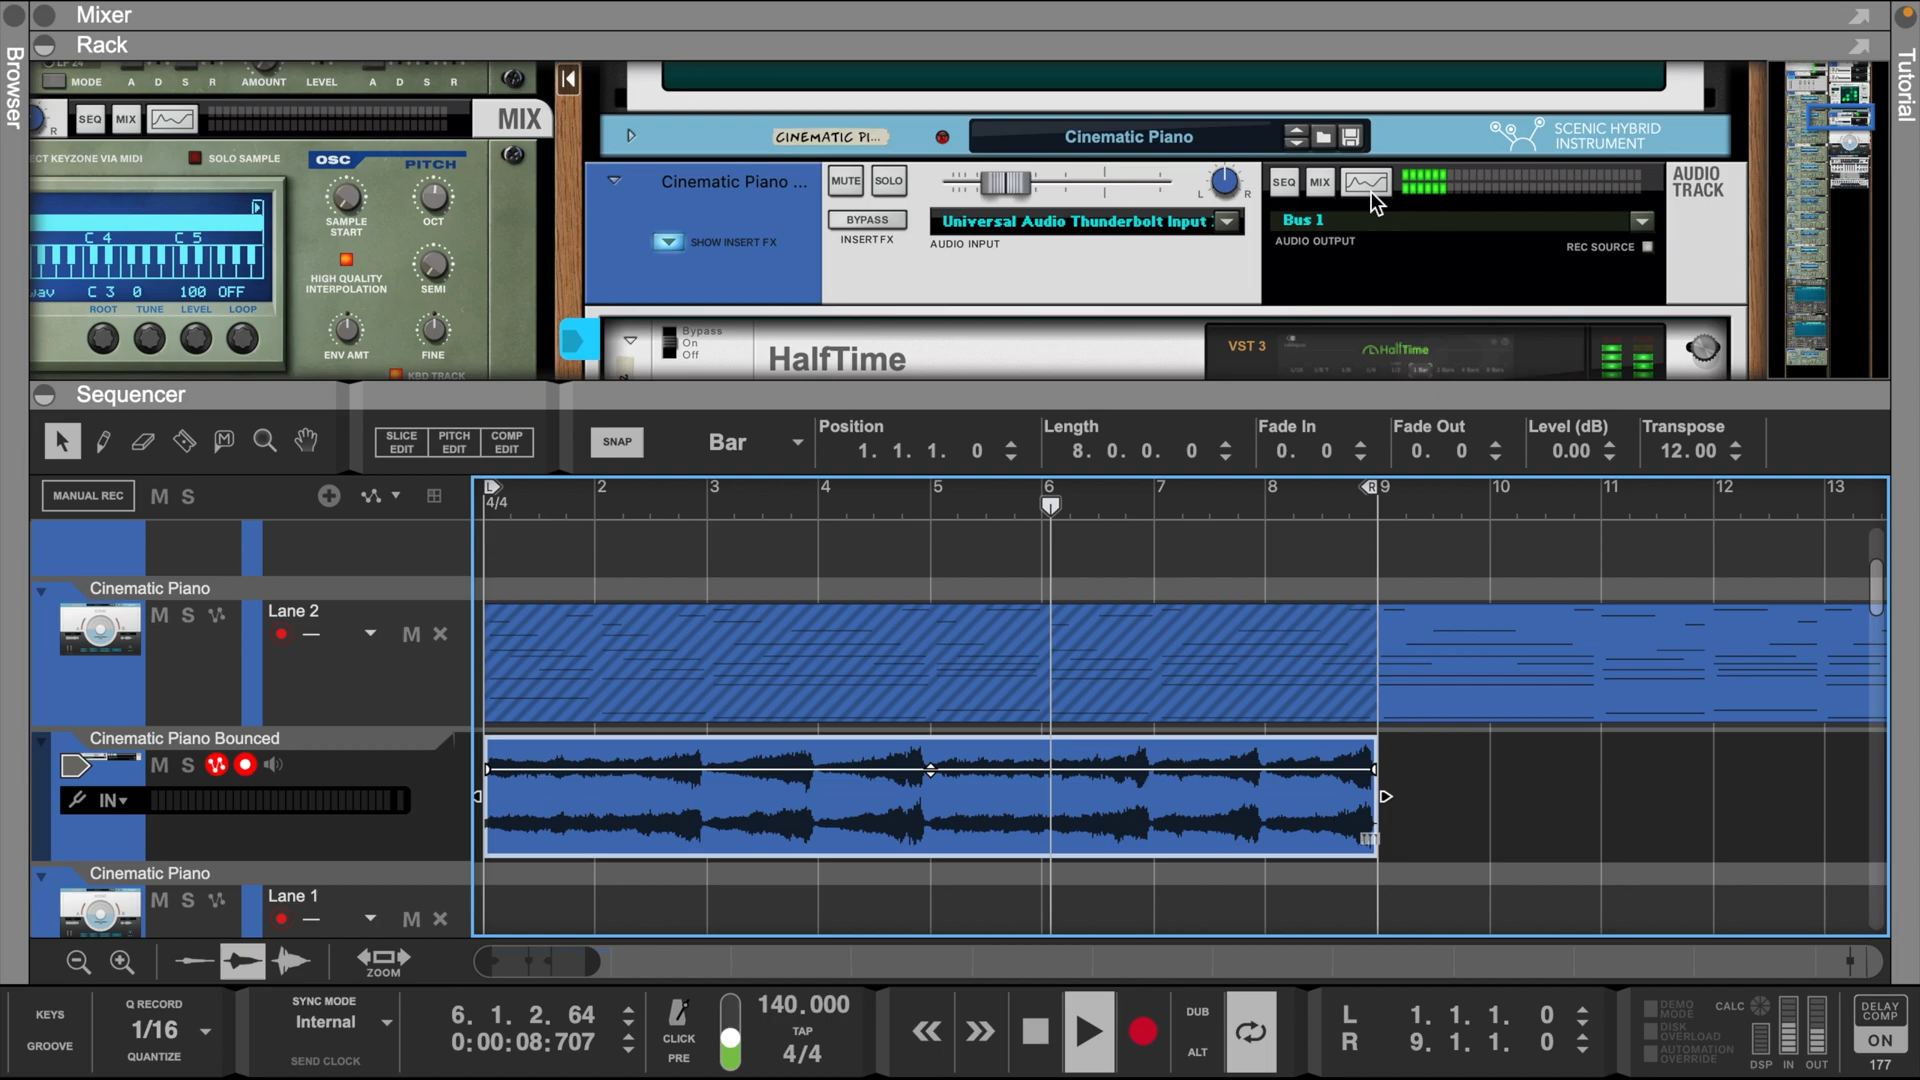 Mixer
Rack
Browser
Tutorial
MODE A D S R AMOUNT LEVEL A D S R
R SEQ MIX MIX
ECT KEYZONE VIA MIDI SOLO SAMPLE OSC PITCH
SAMPLE START OCT
C 4 C 5
HIGH QUALITY INTERPOLATION SEMI
wav C 3 0 100 OFF
ROOT TUNE LEVEL LOOP
ENV AMT FINE
KBD TRACK
CINEMATIC PI... Cinematic Piano SCENIC HYBRID
INSTRUMENT
Cinematic Piano ... MUTE SOLO L R SEQ MIX AUDIO
TRACK
BYPASS Universal Audio Thunderbolt Input Bus 1
SHOW INSERT FX INSERT FX AUDIO INPUT AUDIO OUTPUT REC SOURCE
Bypass
On
Off
HalfTime VST 3 HalfTime
Sequencer
SLICE EDIT PITCH EDIT COMP EDIT SNAP Bar
Position Length Fade In Fade Out Level (dB) Transpose
1. 1. 1. 0 8. 0. 0. 0 0. 0 0. 0 0.00 12.00
MANUAL REC M S L 2 3 4 5 6 7 8 R 9 10 11 12 13
4/4
Cinematic Piano
M S Lane 2
M
Cinematic Piano Bounced
M S
IN
Cinematic Piano
M S Lane 1
M
ZOOM
KEYS
GROOVE
Q RECORD
1/16
QUANTIZE
SYNC MODE
Internal
SEND CLOCK
6. 1. 2. 64
0:00:08:707
CLICK
PRE
140.000
TAP
4/4
DUB
ALT
L 1. 1. 1. 0
R 9. 1. 1. 0
DEMO MODE
DISK OVERLOAD
AUTOMATION OVERRIDE
CALC
DSP IN OUT
DELAY COMP
ON
177